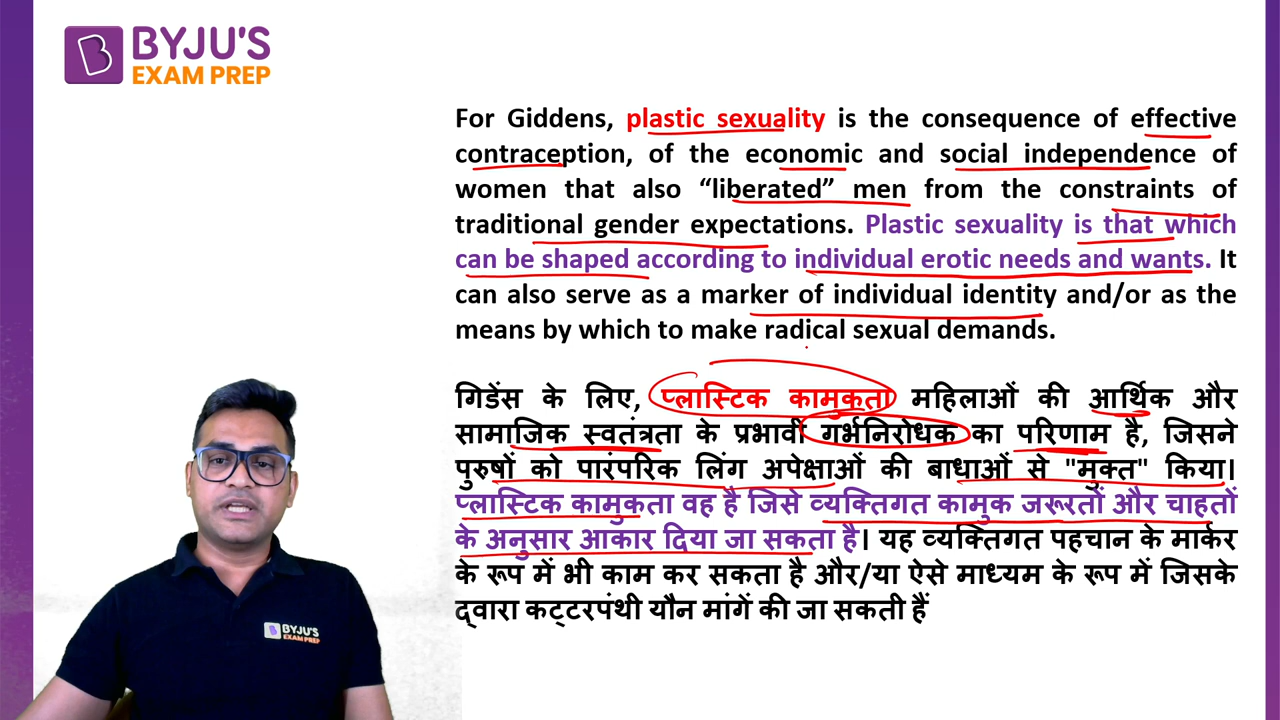 BYJU'S
EXAM PREP
For Giddens, plastic sexuality is the consequence of effective
contraception, of the economic and social independence of
women that also “liberated” men from the constraints of
traditional gender expectations. Plastic sexuality is that which
can be shaped according to individual erotic needs and wants. It
can also serve as a marker of individual identity and/or as the
means by which to make radical sexual demands.
गिडेंस के लिए, प्लास्टिक कामुकता महिलाओं की आर्थिक और
सामाजिक स्वतंत्रता के प्रभावी गर्भनिरोधक का परिणाम है, जिसने
पुरुषों को पारंपरिक लिंग अपेक्षाओं की बाधाओं से "मुक्त" किया।
प्लास्टिक कामुकता वह है जिसे व्यक्तिगत कामुक जरूरतों और चाहतों
के अनुसार आकार दिया जा सकता है। यह व्यक्तिगत पहचान के मार्कर
के रूप में भी काम कर सकता है और/या ऐसे माध्यम के रूप में जिसके
द्वारा कट्टरपंथी यौन मांगें की जा सकती हैं
BYJU'S
EXAM PREP